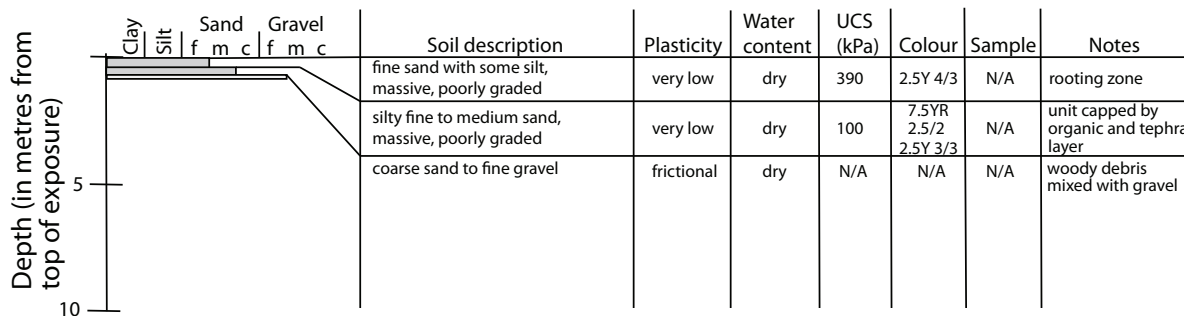 Clay
Silt
Sand
Gravel
f m c
f m c
Soil description
Plasticity
Water
content
UCS
(kPa)
Colour
Sample
Notes
fine sand with some silt,
massive, poorly graded
very low
dry
390
2.5Y 4/3
N/A
rooting zone
silty fine to medium sand,
massive, poorly graded
very low
dry
100
7.5YR
2.5/2
2.5Y 3/3
N/A
unit capped by
organic and tephra
layer
coarse sand to fine gravel
frictional
dry
N/A
N/A
N/A
woody debris
mixed with gravel
Depth (in metres from
top of exposure)
5
10